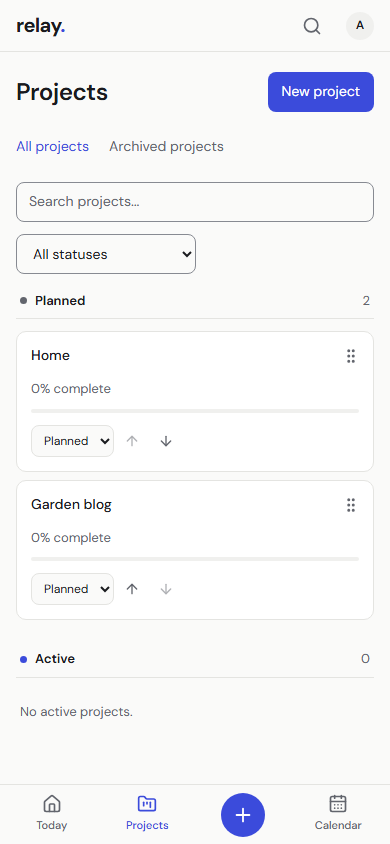 relay.
A
Projects
New project
All projects
Archived projects
Search projects...
All statuses
Planned
2
Home
0% complete
Planned
Garden blog
0% complete
Planned
Active
0
No active projects.
Today
Projects
Calendar